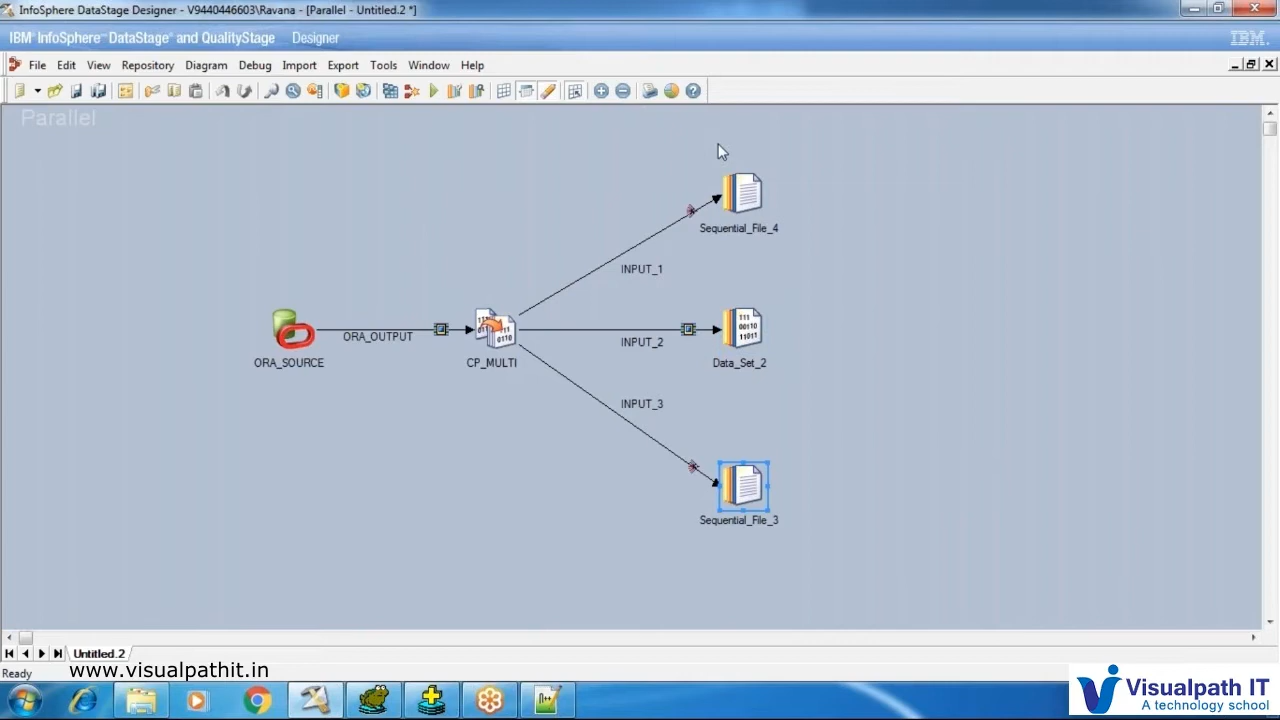 InfoSphere DataStage Designer - V9440446603\Ravana - [Parallel - Untitled.2 *]
IBM® InfoSphere™ DataStage® and QualityStage Designer
IBM.
File Edit View Repository Diagram Debug Import Export Tools Window Help
Parallel
Sequential_File_4
INPUT_1
ORA_OUTPUT
INPUT_2
ORA_SOURCE
CP_MULTI
Data_Set_2
INPUT_3
Sequential_File_3
Untitled.2
Ready
www.visualpathit.in
Visualpath IT
A technology school